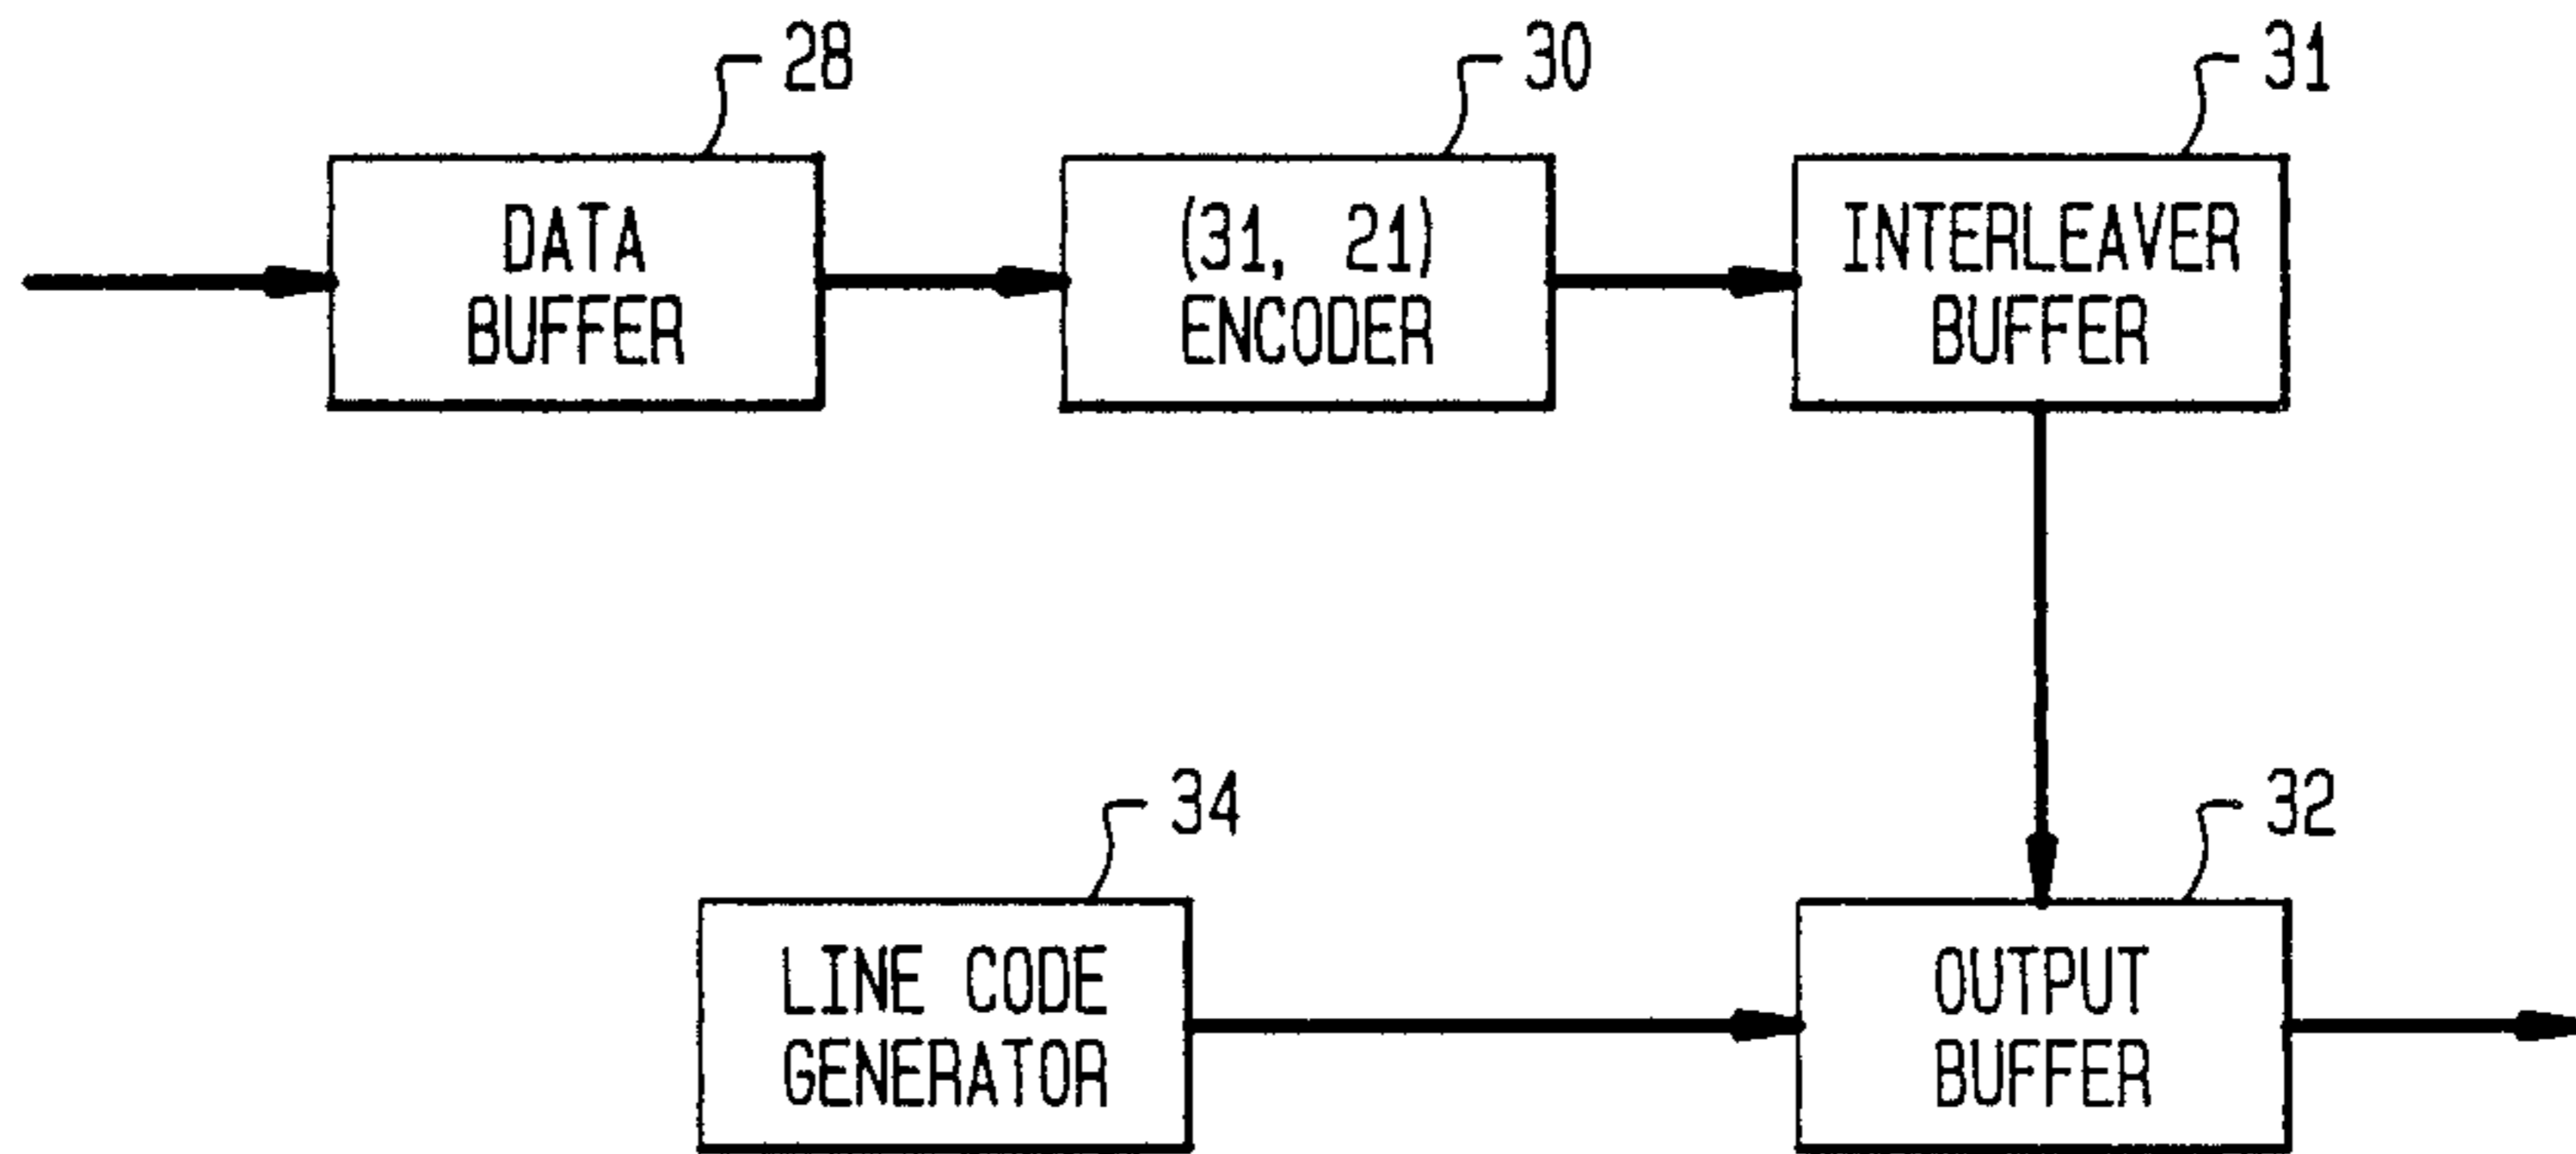 28
30
31
DATA
BUFFER
(31, 21)
ENCODER
INTERLEAVER
BUFFER
34
32
LINE CODE
GENERATOR
OUTPUT
BUFFER